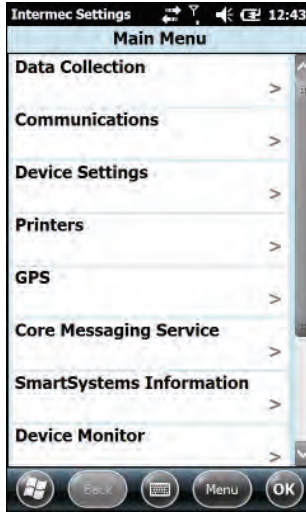 Intermec Settings 12:43
Main Menu
Data Collection
>
Communications
>
Device Settings
>
Printers
>
GPS
>
Core Messaging Service
>
SmartSystems Information
>
Device Monitor
>
Back Menu OK